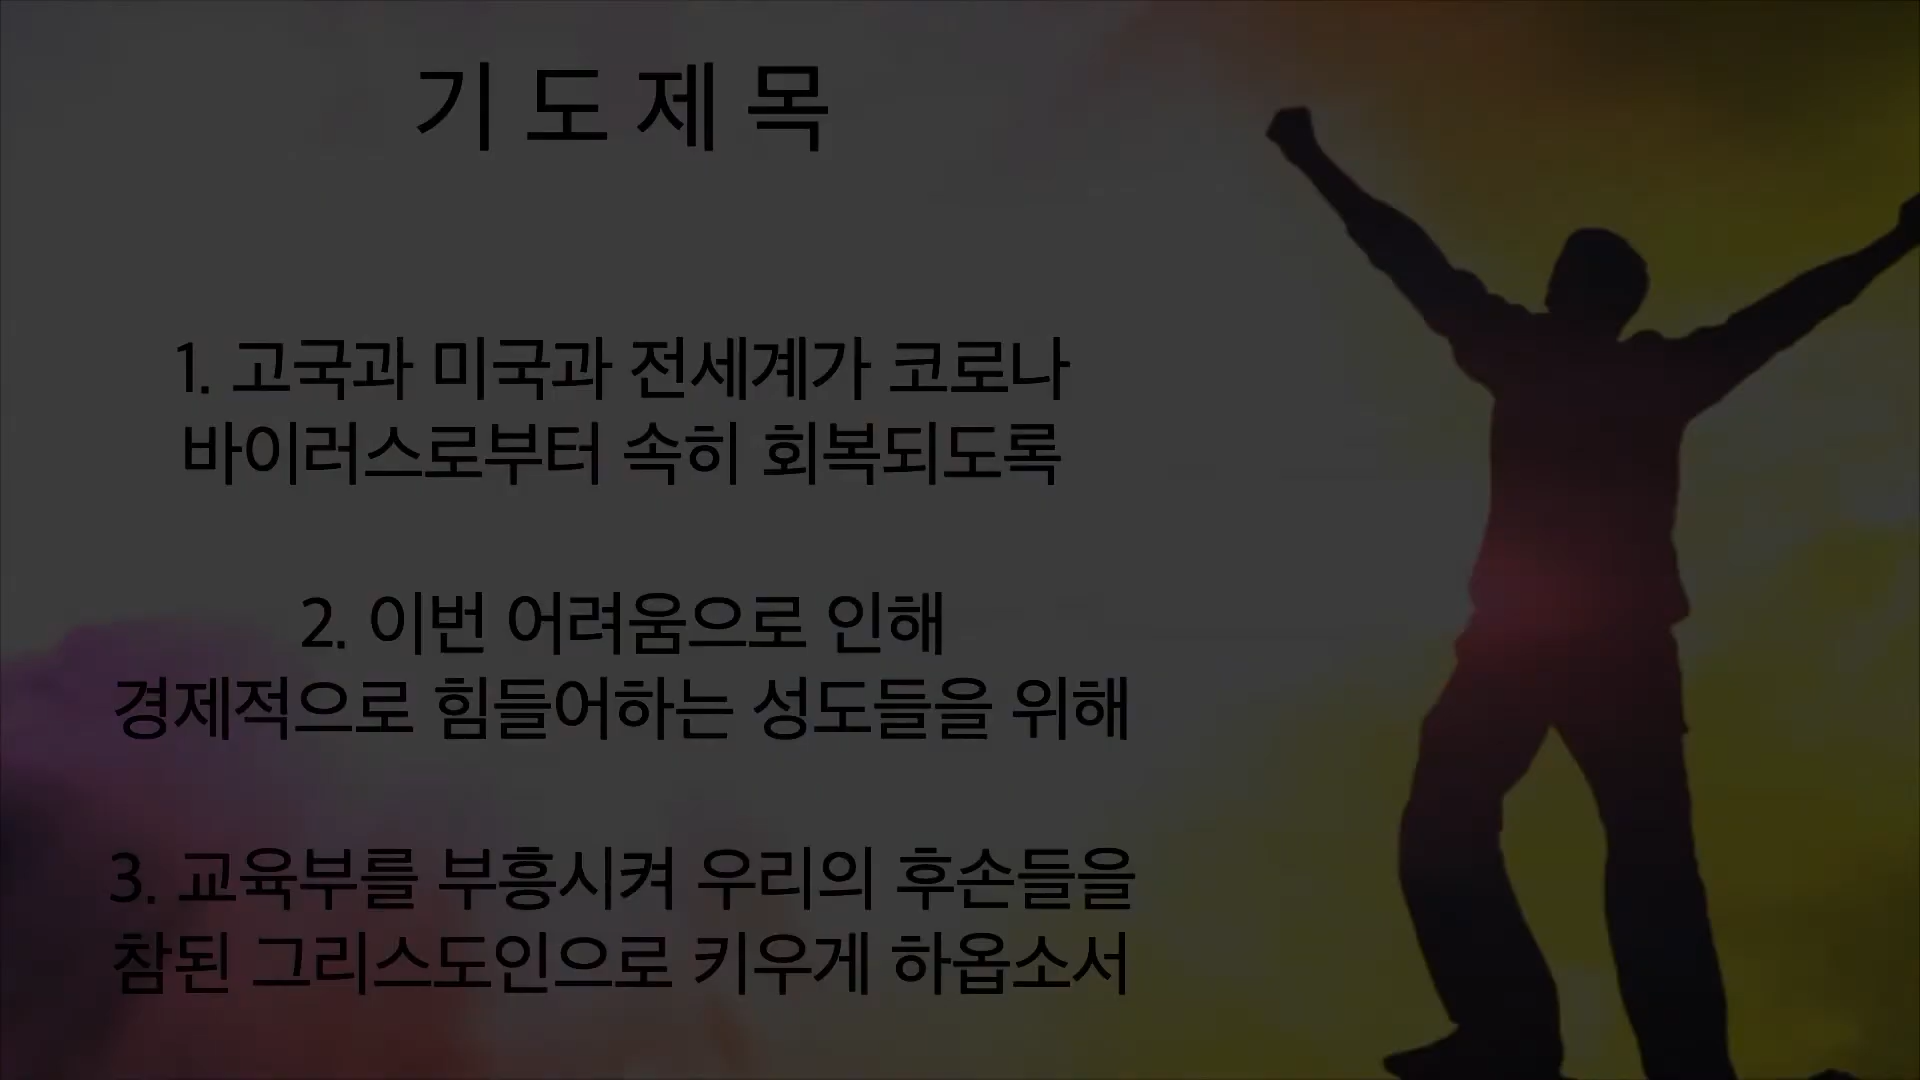 기 도 제 목
1. 고국과 미국과 전세계가 코로나
바이러스로부터 속히 회복되도록
2. 이번 어려움으로 인해
경제적으로 힘들어하는 성도들을 위해
3. 교육부를 부흥시켜 우리의 후손들을
참된 그리스도인으로 키우게 하옵소서